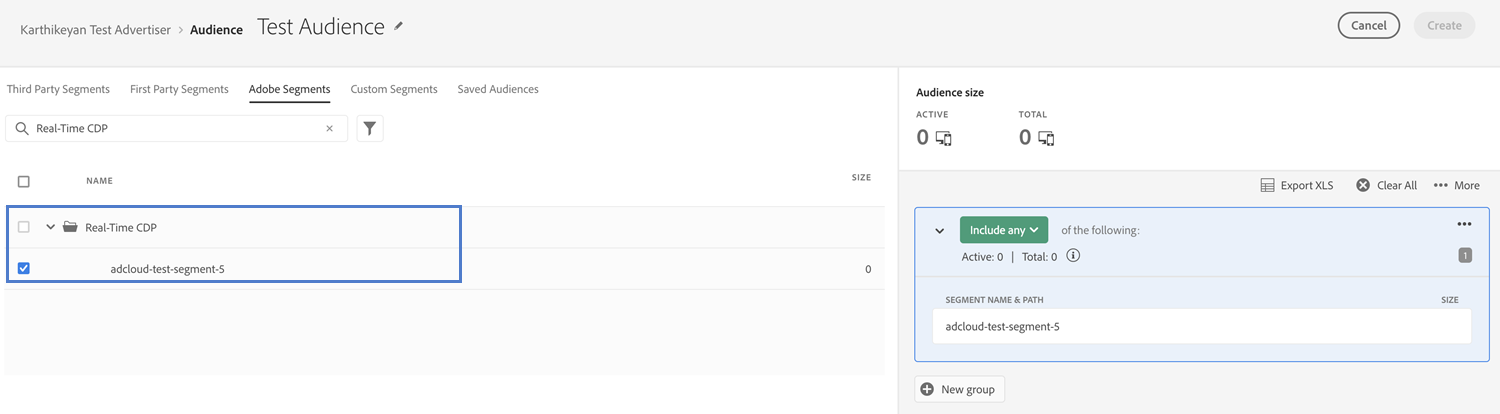 Karthikeyan Test Advertiser > Audience Test Audience
Cancel Create
Third Party Segments First Party Segments Adobe Segments Custom Segments Saved Audiences
Real-Time CDP
NAME SIZE
Real-Time CDP
adcloud-test-segment-5 0
Audience size
ACTIVE TOTAL
0 0
Export XLS Clear All More
Include any of the following:
Active: 0 | Total: 0
1
SEGMENT NAME & PATH SIZE
adcloud-test-segment-5
New group